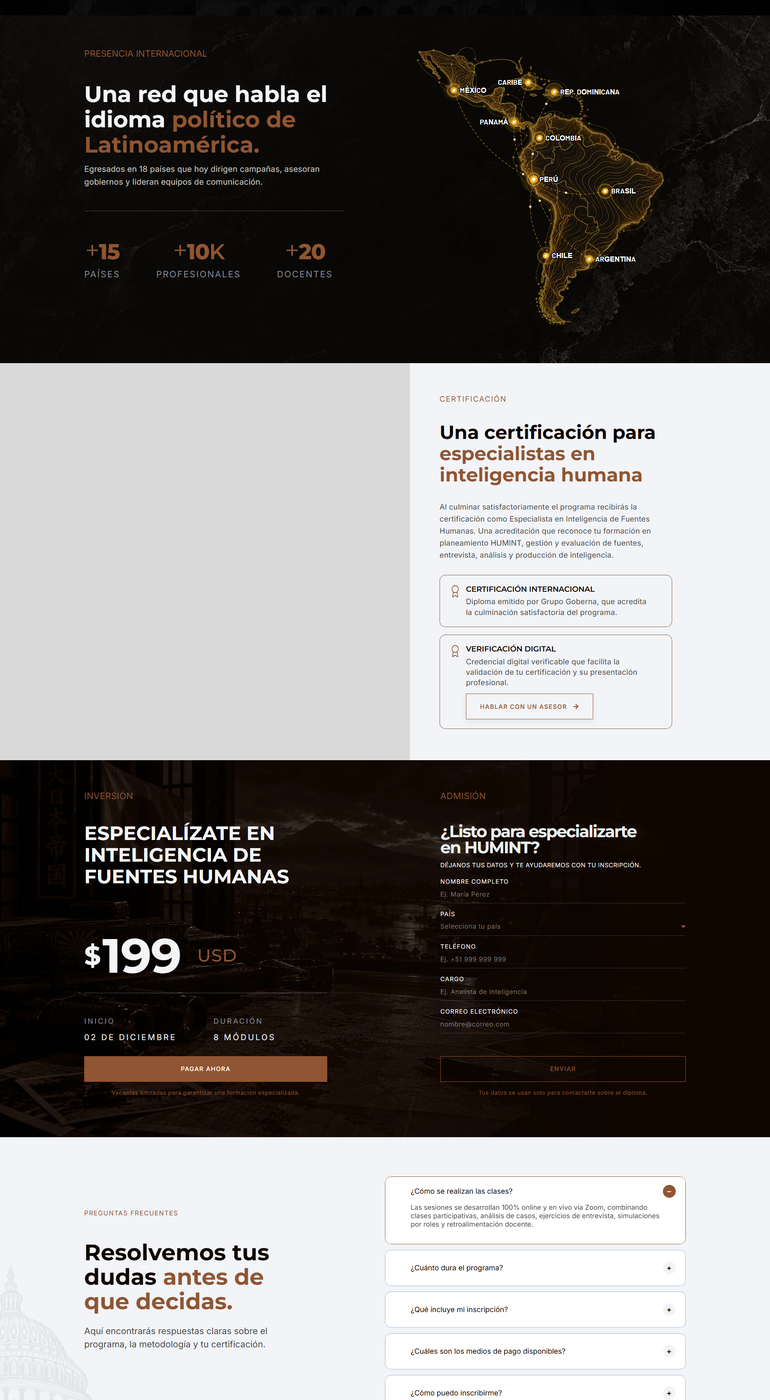 PRESENCIA INTERNACIONAL
Una red que habla el
idioma político de
Latinoamérica.
Egresados en 18 países que hoy dirigen campañas, asesoran
gobiernos y lideran equipos de comunicación.
+15
PAÍSES
+10K
PROFESIONALES
+20
DOCENTES
MÉXICO
CARIBE
REP. DOMINICANA
PANAMÁ
COLOMBIA
PERÚ
BRASIL
CHILE
ARGENTINA
CERTIFICACIÓN
Una certificación para
especialistas en
inteligencia humana
Al culminar satisfactoriamente el programa recibirás la
certificación como Especialista en Inteligencia de Fuentes
Humanas. Una acreditación que reconoce tu formación en
planeamiento HUMINT, gestión y evaluación de fuentes,
entrevista, análisis y producción de inteligencia.
CERTIFICACIÓN INTERNACIONAL
Diploma emitido por Grupo Goberna, que acredita
la culminación satisfactoria del programa.
VERIFICACIÓN DIGITAL
Credencial digital verificable que facilita la
validación de tu certificación y su presentación
profesional.
HABLAR CON UN ASESOR →
INVERSIÓN
ESPECIALÍZATE EN
INTELIGENCIA DE
FUENTES HUMANAS
$199 USD
INICIO
02 DE DICIEMBRE
DURACIÓN
8 MÓDULOS
PAGAR AHORA
Vacantes limitadas para garantizar una formación especializada.
ADMISIÓN
¿Listo para especializarte
en HUMINT?
DÉJANOS TUS DATOS Y TE AYUDAREMOS CON TU INSCRIPCIÓN.
NOMBRE COMPLETO
Ej. María Pérez
PAÍS
Selecciona tu país
TELÉFONO
Ej. +51 999 999 999
CARGO
Ej. Analista de inteligencia
CORREO ELECTRÓNICO
nombre@correo.com
ENVIAR
Tus datos se usan solo para contactarte sobre el diploma.
PREGUNTAS FRECUENTES
Resolvemos tus
dudas antes de
que decidas.
Aquí encontrarás respuestas claras sobre el
programa, la metodología y tu certificación.
¿Cómo se realizan las clases?
Las sesiones se desarrollan 100% online y en vivo vía Zoom, combinando
clases participativas, análisis de casos, ejercicios de entrevista, simulaciones
por roles y retroalimentación docente.
¿Cuánto dura el programa?
¿Qué incluye mi inscripción?
¿Cuáles son los medios de pago disponibles?
¿Cómo puedo inscribirme?